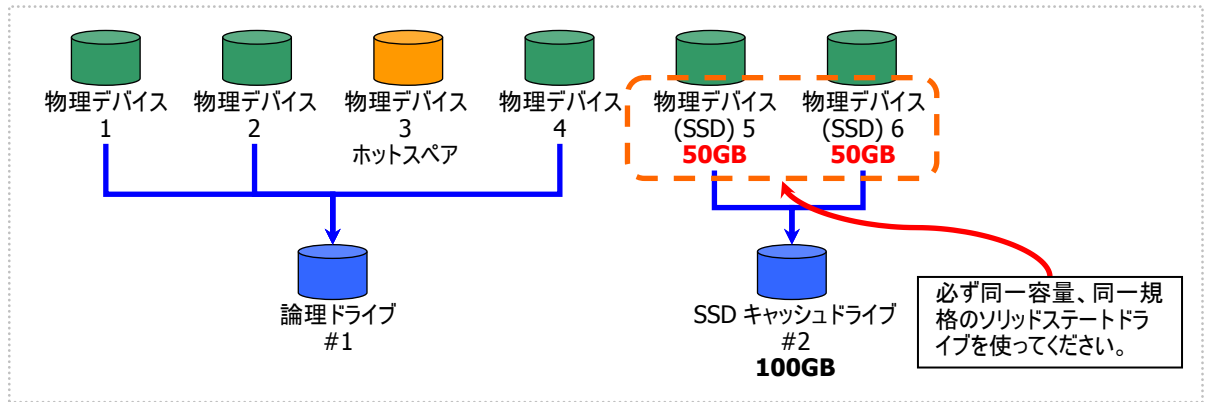 物理デバイス
1
物理デバイス
2
物理デバイス
3
ホットスペア
物理デバイス
4
物理デバイス
(SSD) 5
50GB
物理デバイス
(SSD) 6
50GB
論理ドライブ
#1
SSD キャッシュドライブ
#2
100GB
必ず同一容量、同一規
格のソリッドステートドラ
イブを使ってください。